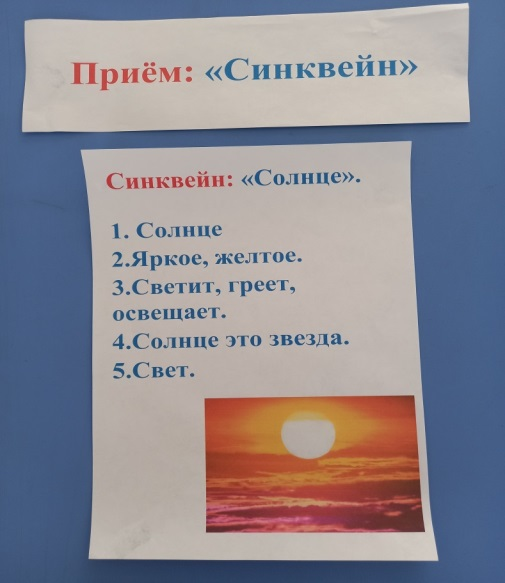 Приём: «Синквейн»
Синквейн: «Солнце».
1. Солнце
2.Яркое, желтое.
3.Светит, греет,
освещает.
4.Солнце это звезда.
5.Свет.